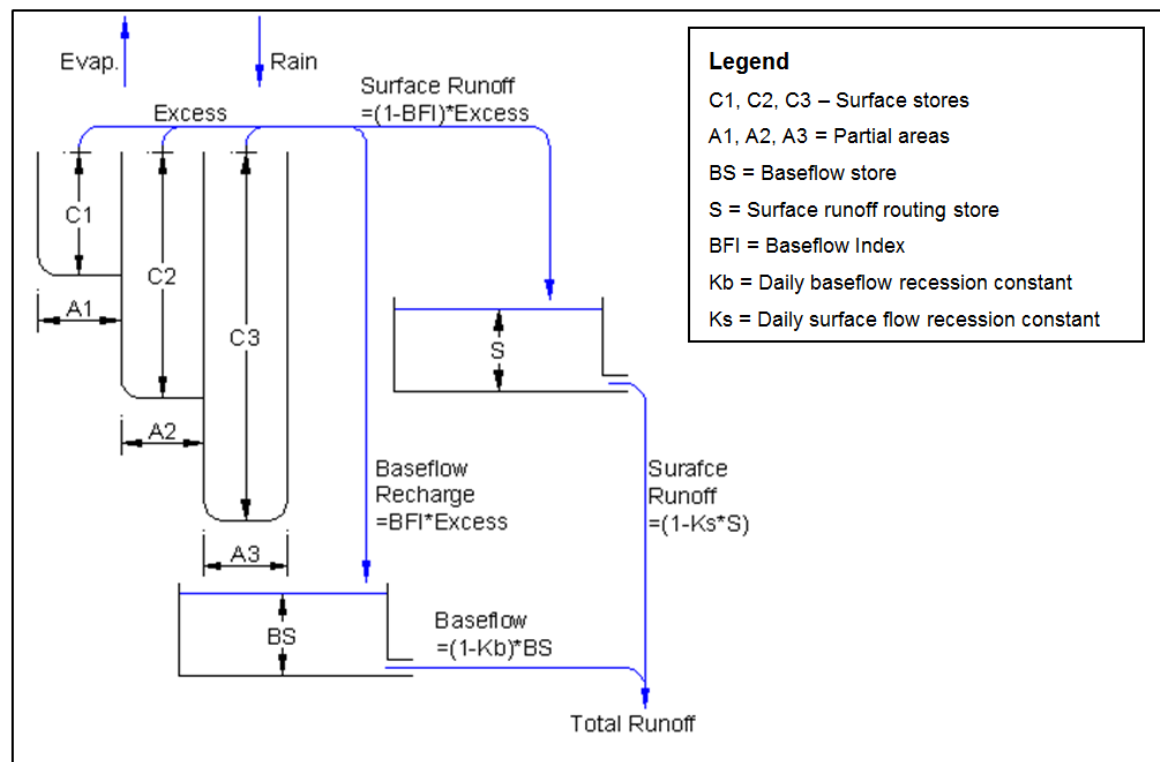 Evap.
Rain
Excess
Surface Runoff
=(1-BFI)*Excess
C1
C2
C3
A1
A2
A3
S
Baseflow
Recharge
=BFI*Excess
Surafce
Runoff
=(1-Ks*S)
BS
Baseflow
=(1-Kb)*BS
Total Runoff
Legend
C1, C2, C3 – Surface stores
A1, A2, A3 = Partial areas
BS = Baseflow store
S = Surface runoff routing store
BFI = Baseflow Index
Kb = Daily baseflow recession constant
Ks = Daily surface flow recession constant